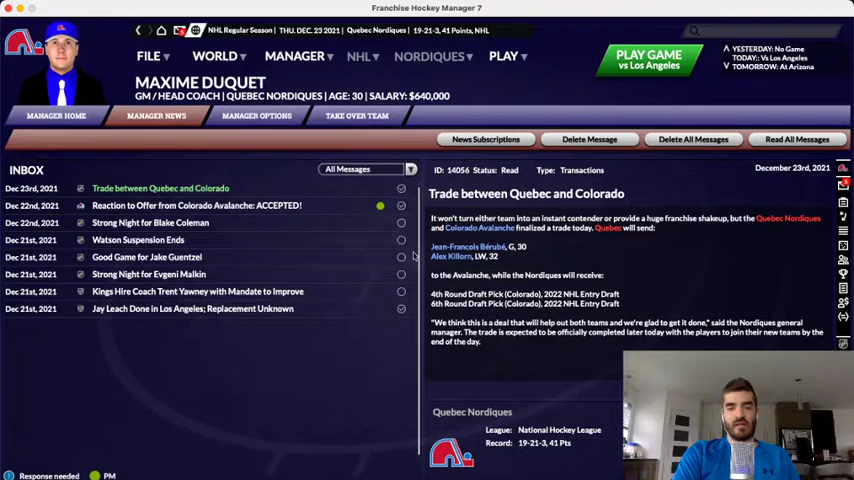 Franchise Hockey Manager 7
NHL Regular Season | THU. DEC. 23 2021 | Quebec Nordiques | 19-21-3, 41 Points, NHL
FILE WORLD MANAGER NHL NORDIQUES PLAY
PLAY GAME
vs Los Angeles
YESTERDAY: No Game
TODAY:: Vs Los Angeles
TOMORROW: At Arizona
MAXIME DUQUET
GM / HEAD COACH | QUEBEC NORDIQUES | AGE: 30 | SALARY: $640,000
MANAGER HOME MANAGER NEWS MANAGER OPTIONS TAKE OVER TEAM
News Subscriptions Delete Message Delete All Messages Read All Messages
INBOX All Messages
Dec 23rd, 2021 Trade between Quebec and Colorado
Dec 22nd, 2021 Reaction to Offer from Colorado Avalanche: ACCEPTED!
Dec 22nd, 2021 Strong Night for Blake Coleman
Dec 21st, 2021 Watson Suspension Ends
Dec 21st, 2021 Good Game for Jake Guentzel
Dec 21st, 2021 Strong Night for Evgeni Malkin
Dec 21st, 2021 Kings Hire Coach Trent Yawney with Mandate to Improve
Dec 21st, 2021 Jay Leach Done in Los Angeles; Replacement Unknown
ID: 14056 Status: Read Type: Transactions December 23rd, 2021
Trade between Quebec and Colorado
It won't turn either team into an instant contender or provide a huge franchise shakeup, but the Quebec Nordiques
and Colorado Avalanche finalized a trade today. Quebec will send:
Jean-Francois Bérubé, G, 30
Alex Killorn, LW, 32
to the Avalanche, while the Nordiques will receive:
4th Round Draft Pick (Colorado), 2022 NHL Entry Draft
6th Round Draft Pick (Colorado), 2022 NHL Entry Draft
"We think this is a deal that will help out both teams and we're glad to get it done," said the Nordiques general
manager. The trade is expected to be officially completed later today with the players to join their new teams by the
end of the day.
Quebec Nordiques
League: National Hockey League
Record: 19-21-3, 41 Pts
Response needed PM